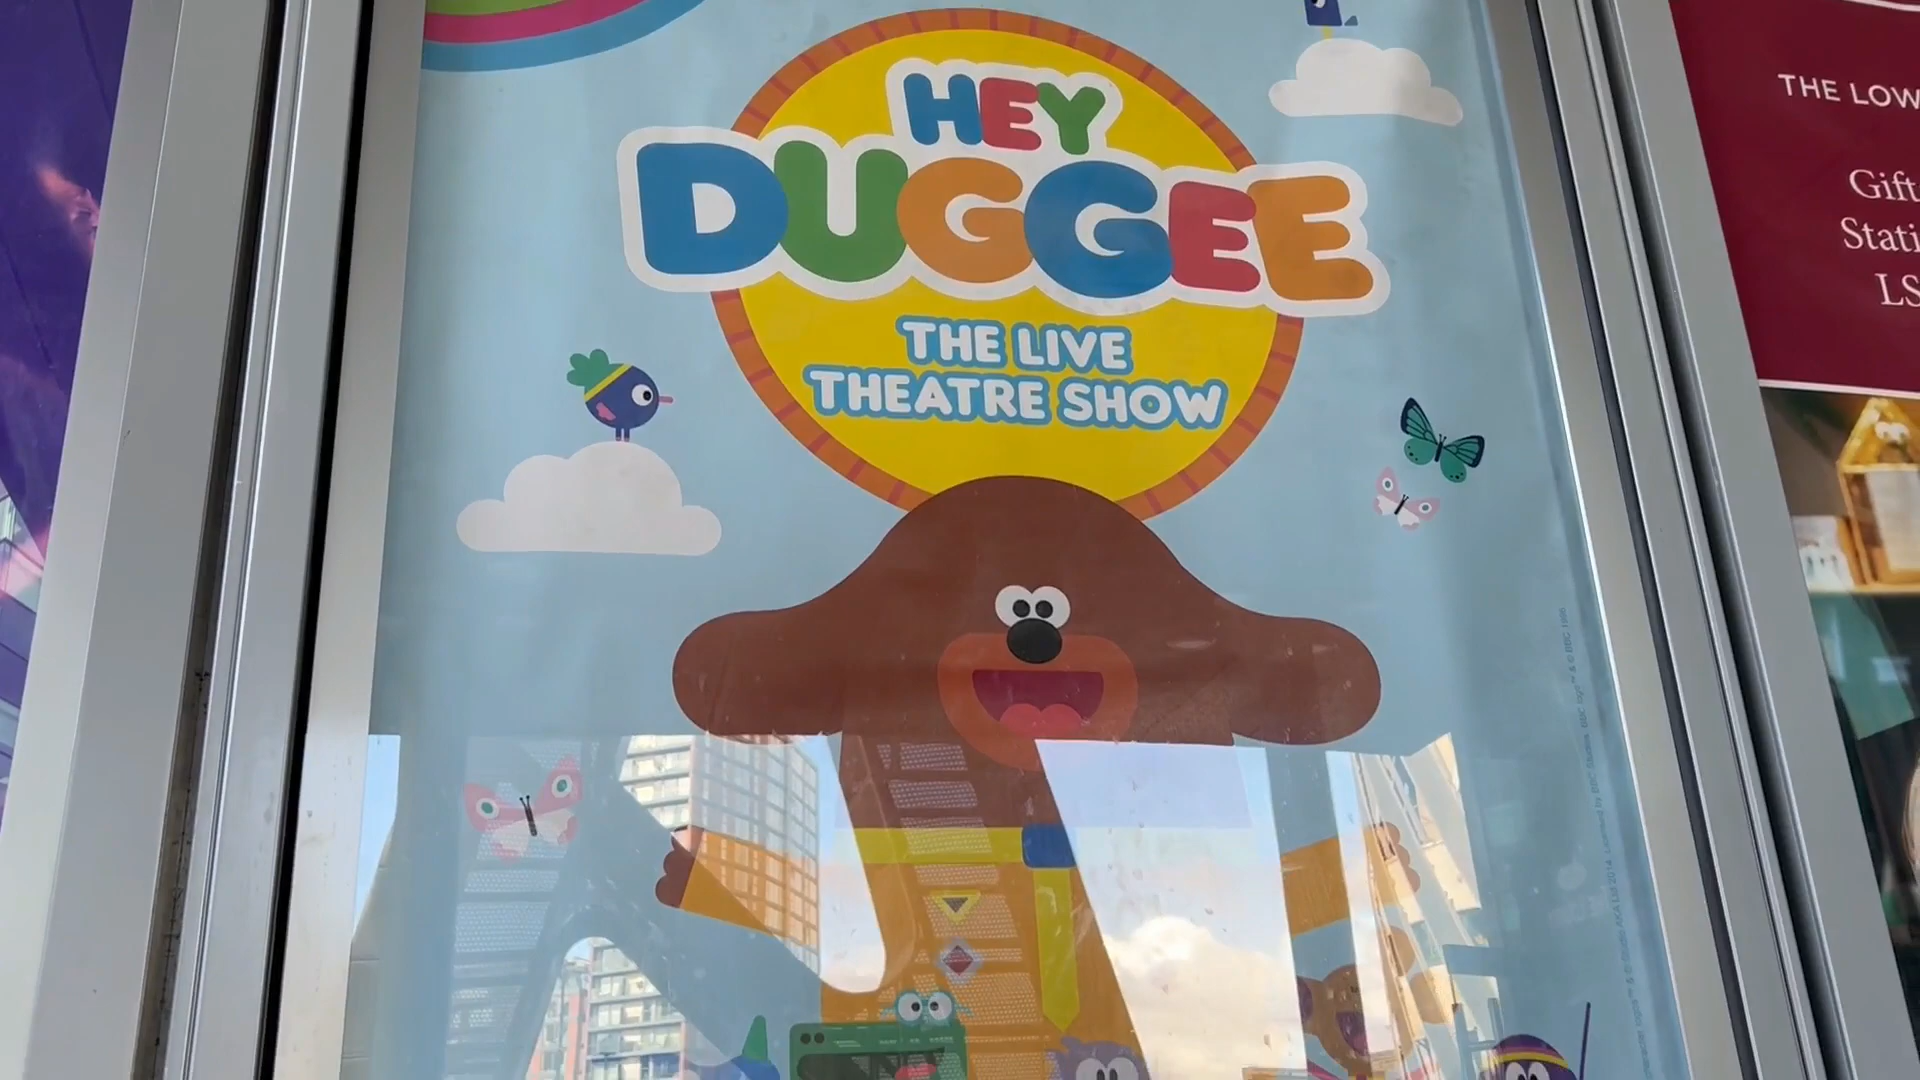 HEY
DUGGEE
THE LIVE
THEATRE SHOW
THE LOW
Gift
Stati
LS